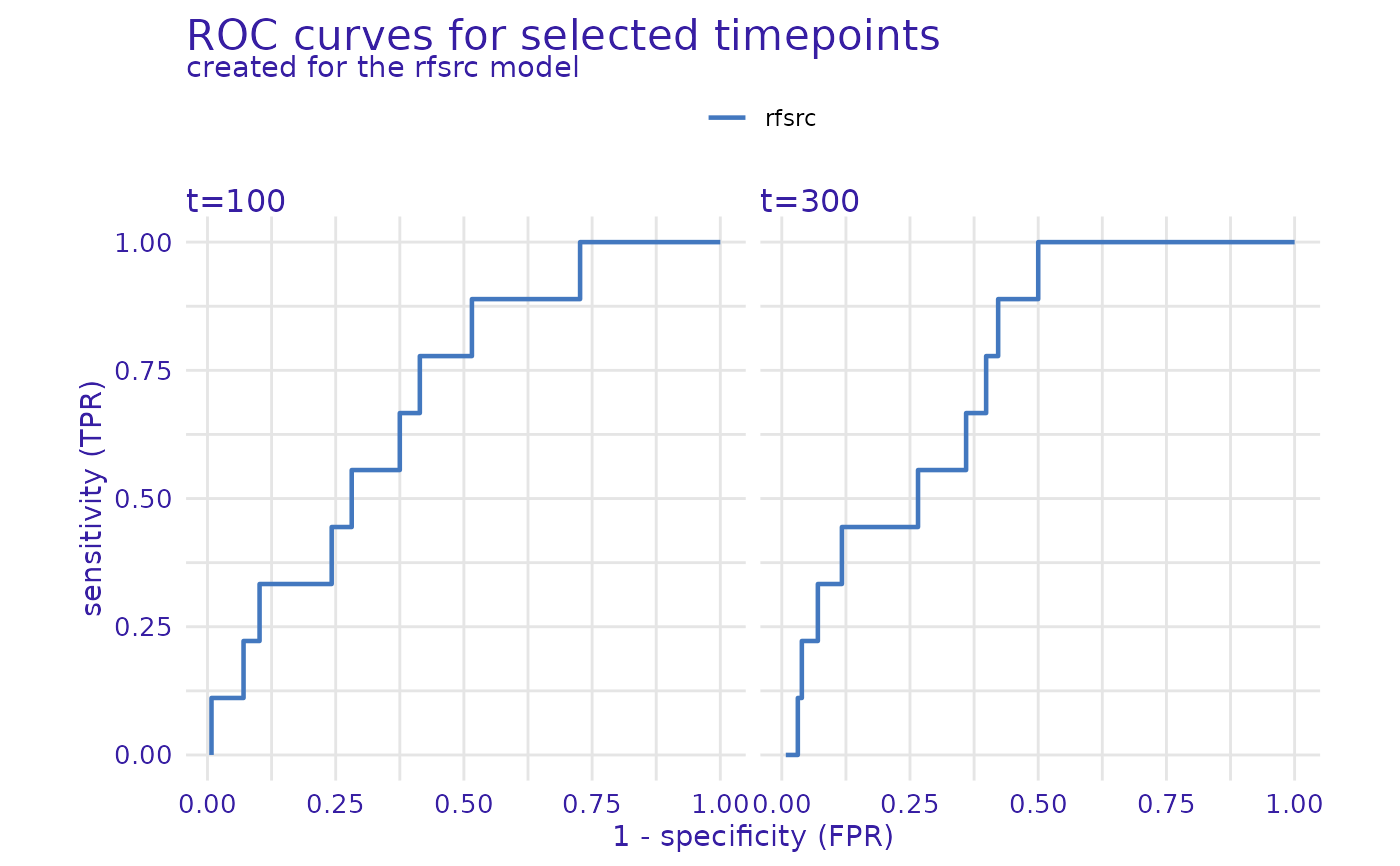 ROC curves for selected timepoints
created for the rfsrc model
rfsrc
t=100
t=300
sensitivity (TPR)
1.00
0.75
0.50
0.25
0.00
0.00 0.25 0.50 0.75 1.00 0.00 0.25 0.50 0.75 1.00
1 - specificity (FPR)